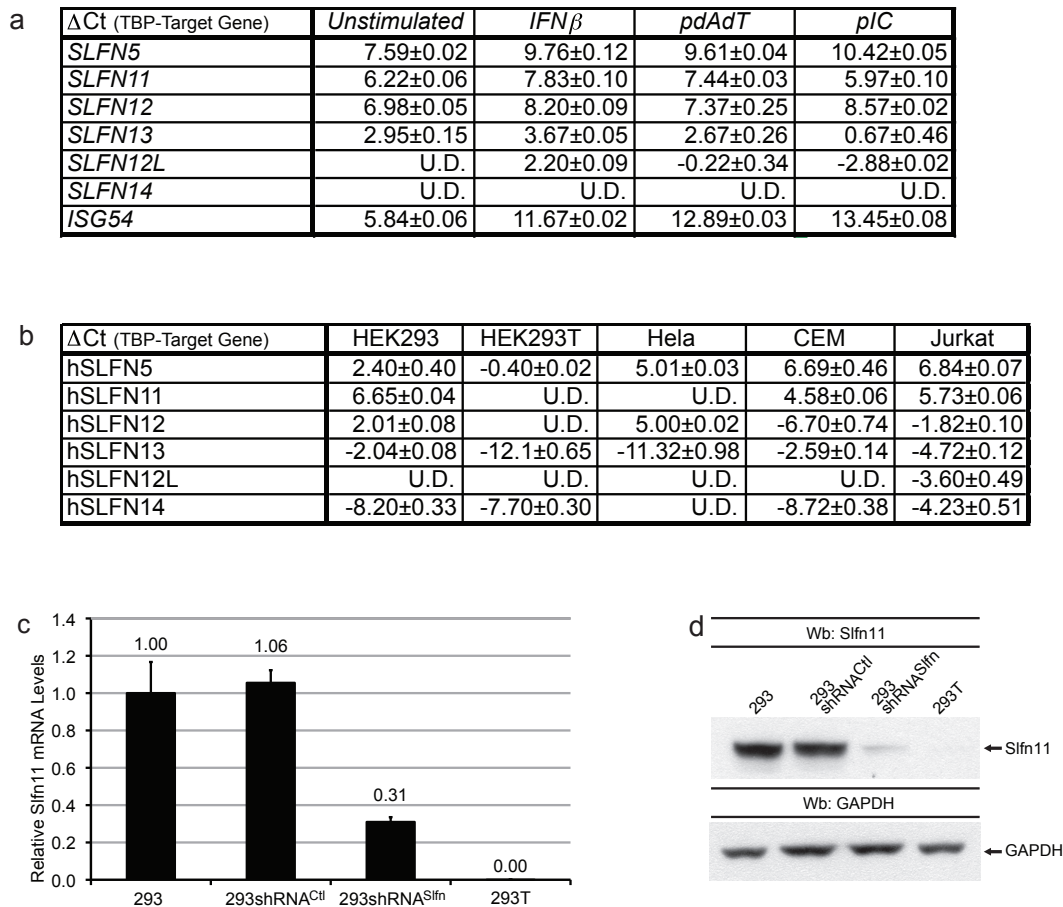 a
ΔCt (TBP-Target Gene) Unstimulated IFNβ pdAdT pIC
SLFN5 7.59±0.02 9.76±0.12 9.61±0.04 10.42±0.05
SLFN11 6.22±0.06 7.83±0.10 7.44±0.03 5.97±0.10
SLFN12 6.98±0.05 8.20±0.09 7.37±0.25 8.57±0.02
SLFN13 2.95±0.15 3.67±0.05 2.67±0.26 0.67±0.46
SLFN12L U.D. 2.20±0.09 -0.22±0.34 -2.88±0.02
SLFN14 U.D. U.D. U.D. U.D.
ISG54 5.84±0.06 11.67±0.02 12.89±0.03 13.45±0.08
b
ΔCt (TBP-Target Gene) HEK293 HEK293T Hela CEM Jurkat
hSLFN5 2.40±0.40 -0.40±0.02 5.01±0.03 6.69±0.46 6.84±0.07
hSLFN11 6.65±0.04 U.D. U.D. 4.58±0.06 5.73±0.06
hSLFN12 2.01±0.08 U.D. 5.00±0.02 -6.70±0.74 -1.82±0.10
hSLFN13 -2.04±0.08 -12.1±0.65 -11.32±0.98 -2.59±0.14 -4.72±0.12
hSLFN12L U.D. U.D. U.D. U.D. -3.60±0.49
hSLFN14 -8.20±0.33 -7.70±0.30 U.D. -8.72±0.38 -4.23±0.51
c
Relative Slfn11 mRNA Levels
1.4
1.2
1.0
0.8
0.6
0.4
0.2
0.0
1.00
1.06
0.31
0.00
293 293shRNACtl 293shRNASlfn 293T
d
Wb: Slfn11
293
293 shRNACtl
293 shRNASlfn
293T
Slfn11
Wb: GAPDH
GAPDH